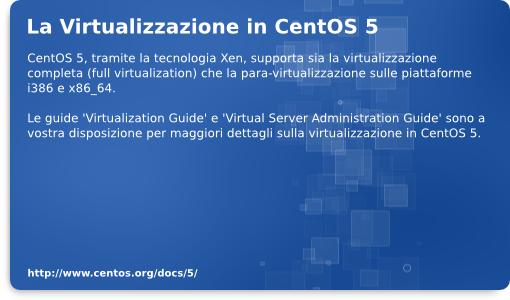 La Virtualizzazione in CentOS 5
CentOS 5, tramite la tecnologia Xen, supporta sia la virtualizzazione
completa (full virtualization) che la para-virtualizzazione sulle piattaforme
i386 e x86_64.
Le guide 'Virtualization Guide' e 'Virtual Server Administration Guide' sono a
vostra disposizione per maggiori dettagli sulla virtualizzazione in CentOS 5.
http://www.centos.org/docs/5/